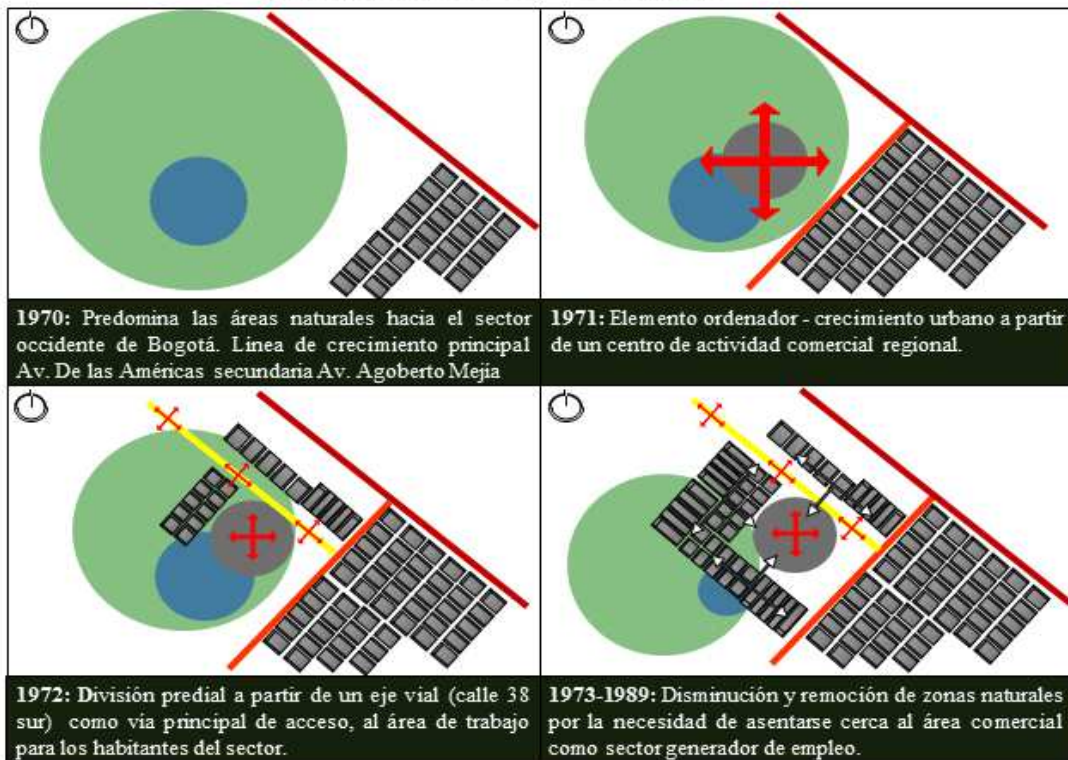 1970: Predomina las áreas naturales hacia el sector
occidente de Bogotá. Linea de crecimiento principal
Av. De las Américas secundaria Av. Agoberto Mejía
1971: Elemento ordenador - crecimiento urbano a partir
de un centro de actividad comercial regional.
1972: División predial a partir de un eje vial (calle 38
sur) como vía principal de acceso, al área de trabajo
para los habitantes del sector.
1973-1989: Disminución y remoción de zonas naturales
por la necesidad de asentarse cerca al área comercial
como sector generador de empleo.